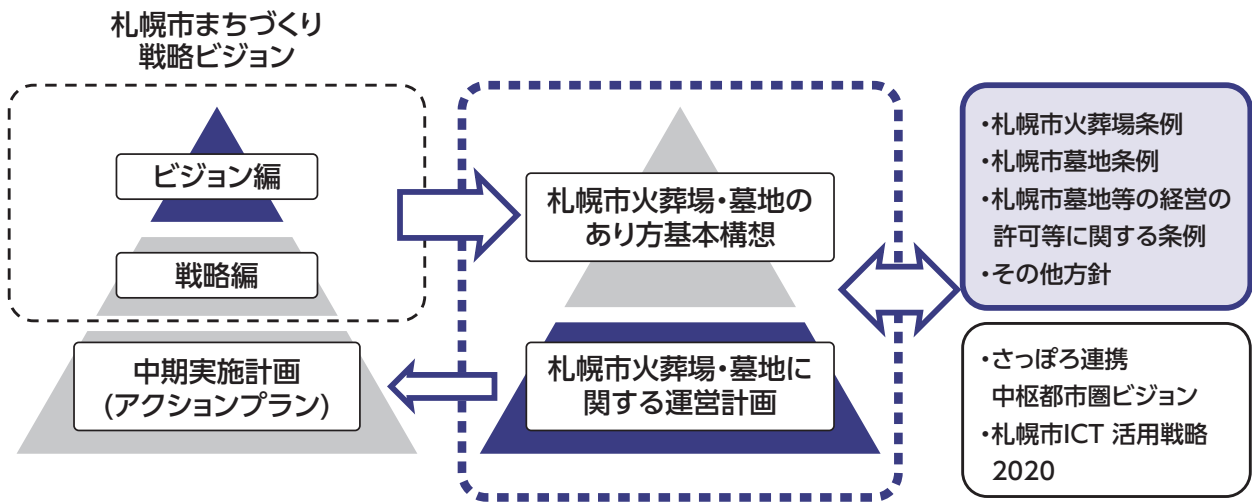 札幌市まちづくり
戦略ビジョン
ビジョン編
戦略編
中期実施計画
(アクションプラン)
札幌市火葬場・墓地の
あり方基本構想
札幌市火葬場・墓地に
関する運営計画
・札幌市火葬場条例
・札幌市墓地条例
・札幌市墓地等の経営の
許可等に関する条例
・その他方針
・さっぽろ連携
中枢都市圏ビジョン
・札幌市ICT 活用戦略
2020